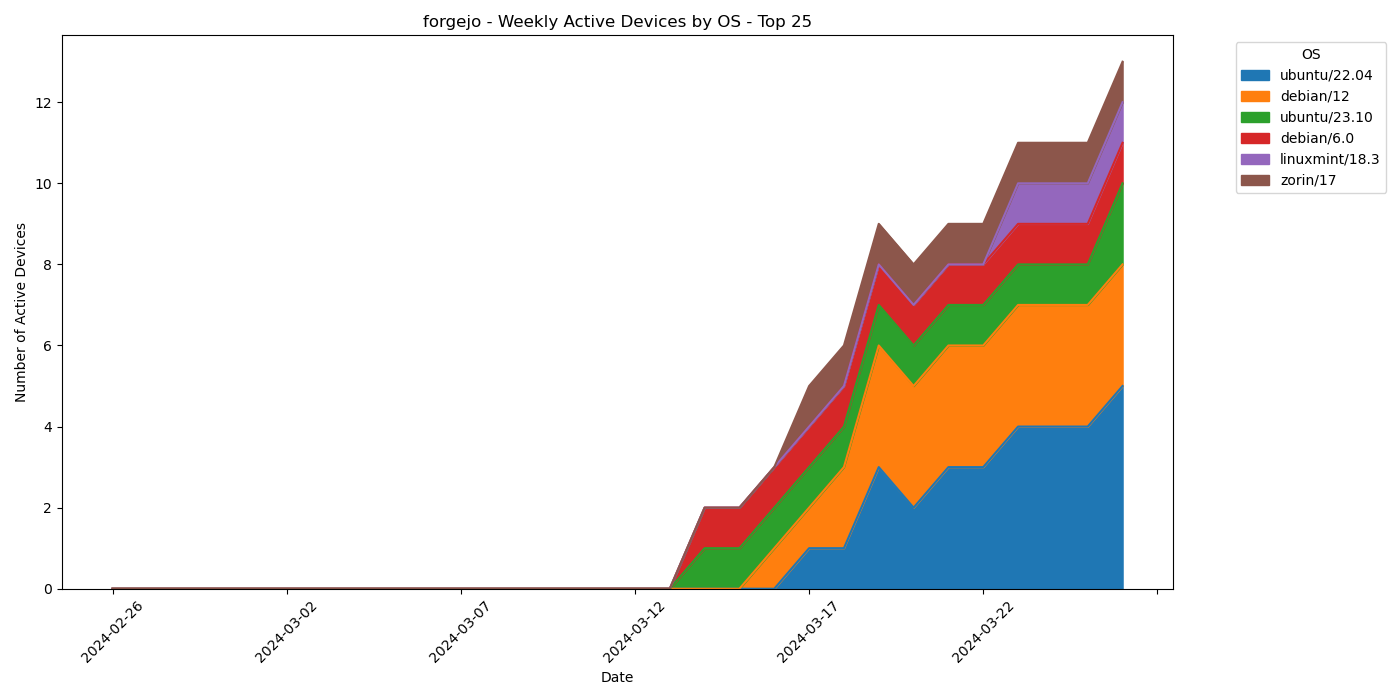 forgejo - Weekly Active Devices by OS - Top 25
OS
ubuntu/22.04
debian/12
ubuntu/23.10
debian/6.0
linuxmint/18.3
zorin/17
Number of Active Devices
12
10
8
6
4
2
0
2024-02-26
2024-03-02
2024-03-07
2024-03-12
2024-03-17
2024-03-22
Date